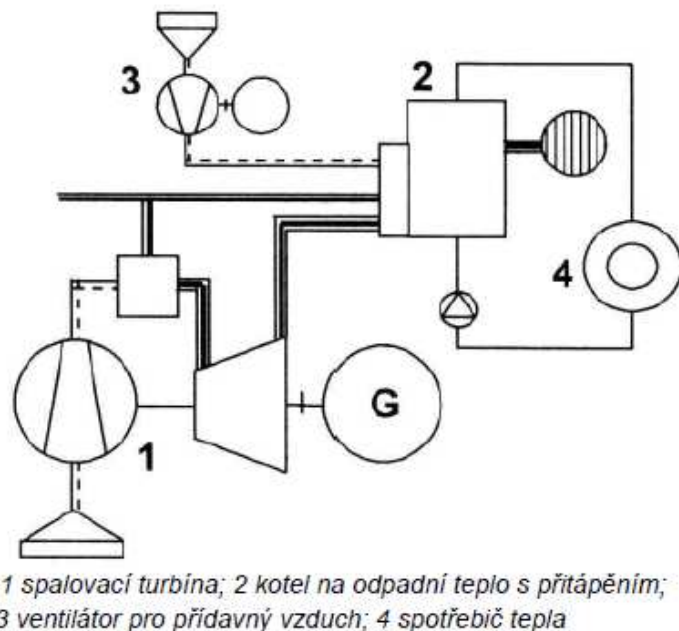 3
2
4
G
1
1 spalovací turbína; 2 kotel na odpadní teplo s přitápěním;
3 ventilátor pro přídavný vzduch; 4 spotřebič tepla